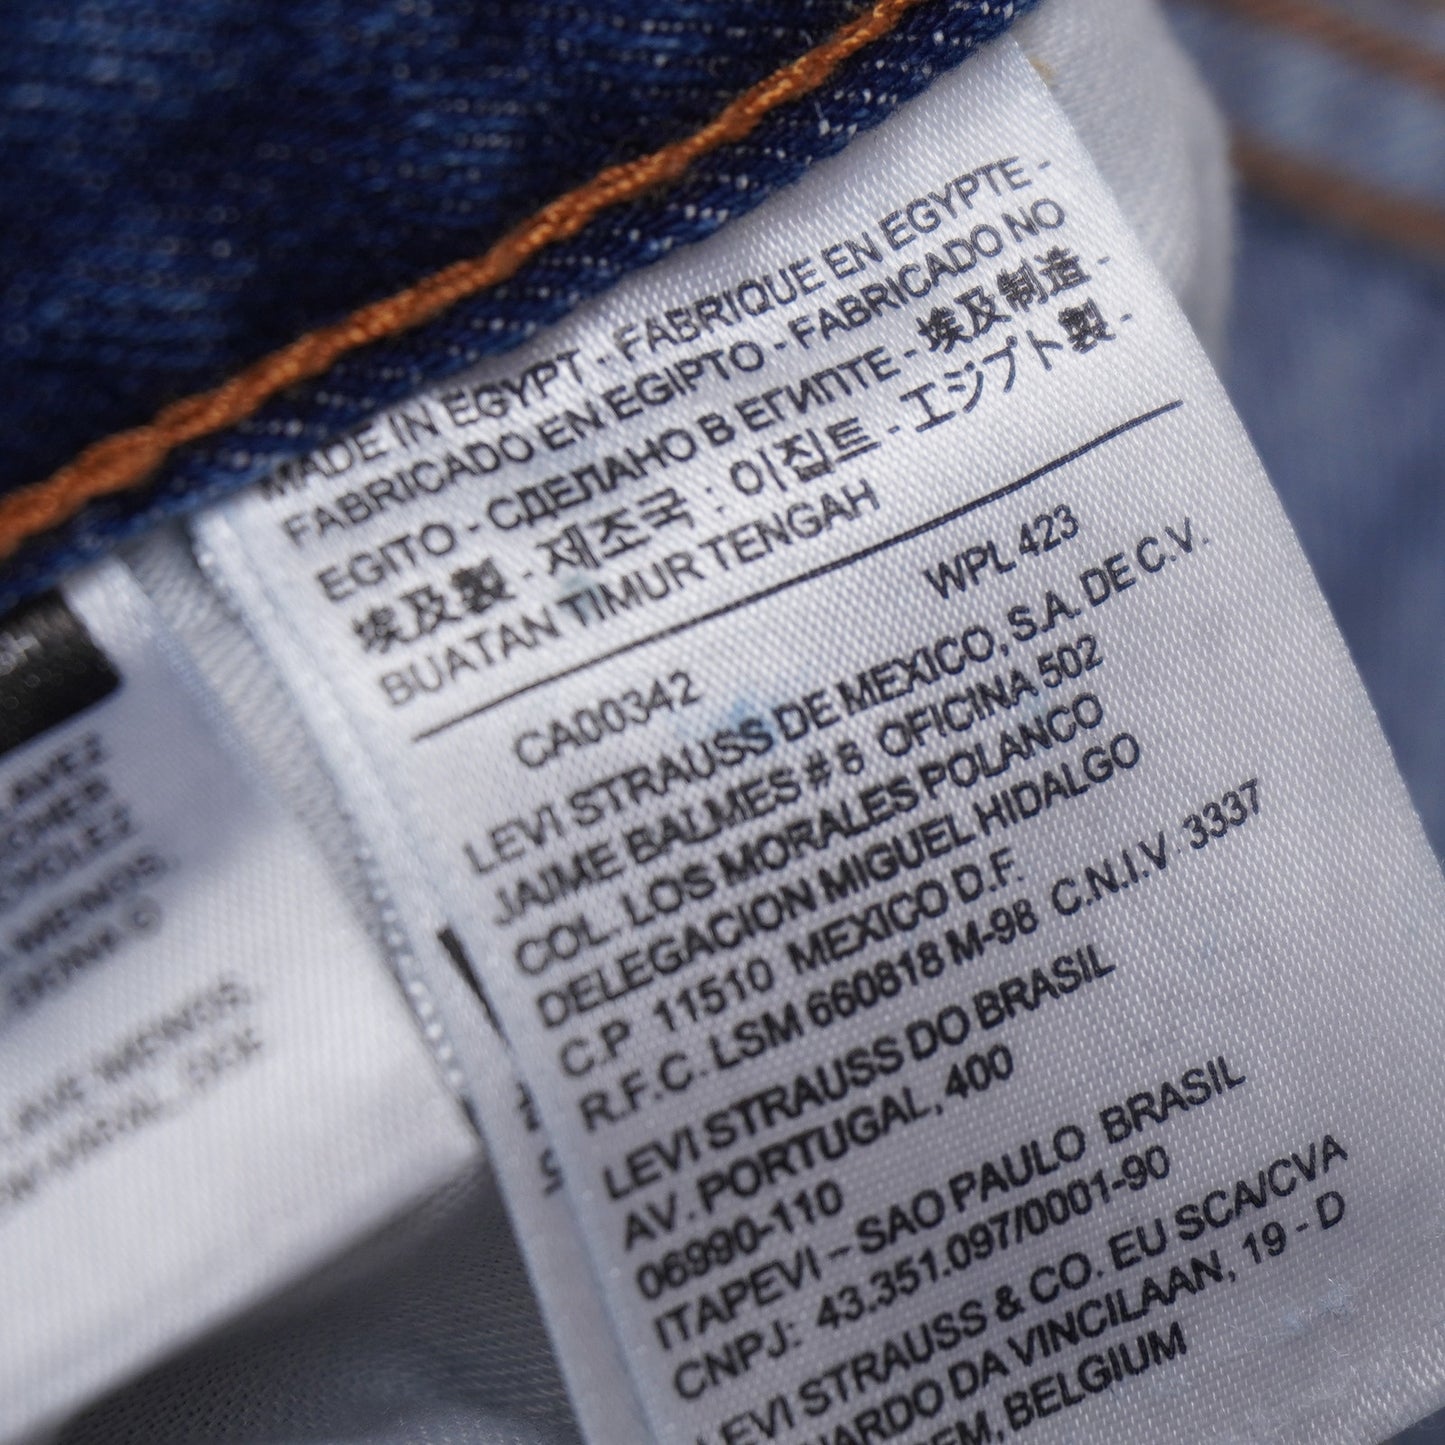 MADE IN EGYPT - FABRIQUE EN EGYPTE -
FABRICADO EN EGIPTO - FABRICADO NO
EGITO - СДЕЛАНО В ЕГИПТЕ - 埃及制造 -
埃及製 - 제조국 : 이집트 - エジプト製 -
BUATAN TIMUR TENGAH
CA00342 WPL 423
LEVI STRAUSS DE MEXICO, S.A. DE C.V.
JAIME BALMES # 8 OFICINA 502
COL. LOS MORALES POLANCO
DELEGACION MIGUEL HIDALGO
C.P. 11510 MEXICO D.F.
R.F.C. LSM 660818 M-98 C.N.I.V. 3337
LEVI STRAUSS DO BRASIL
AV. PORTUGAL, 400
06990-110
ITAPEVI – SAO PAULO BRASIL
CNPJ: 43.351.097/0001-90
LEVI STRAUSS & CO. EU SCA/CVA
DA VINCILAAN, 19 - D
BELGIUM